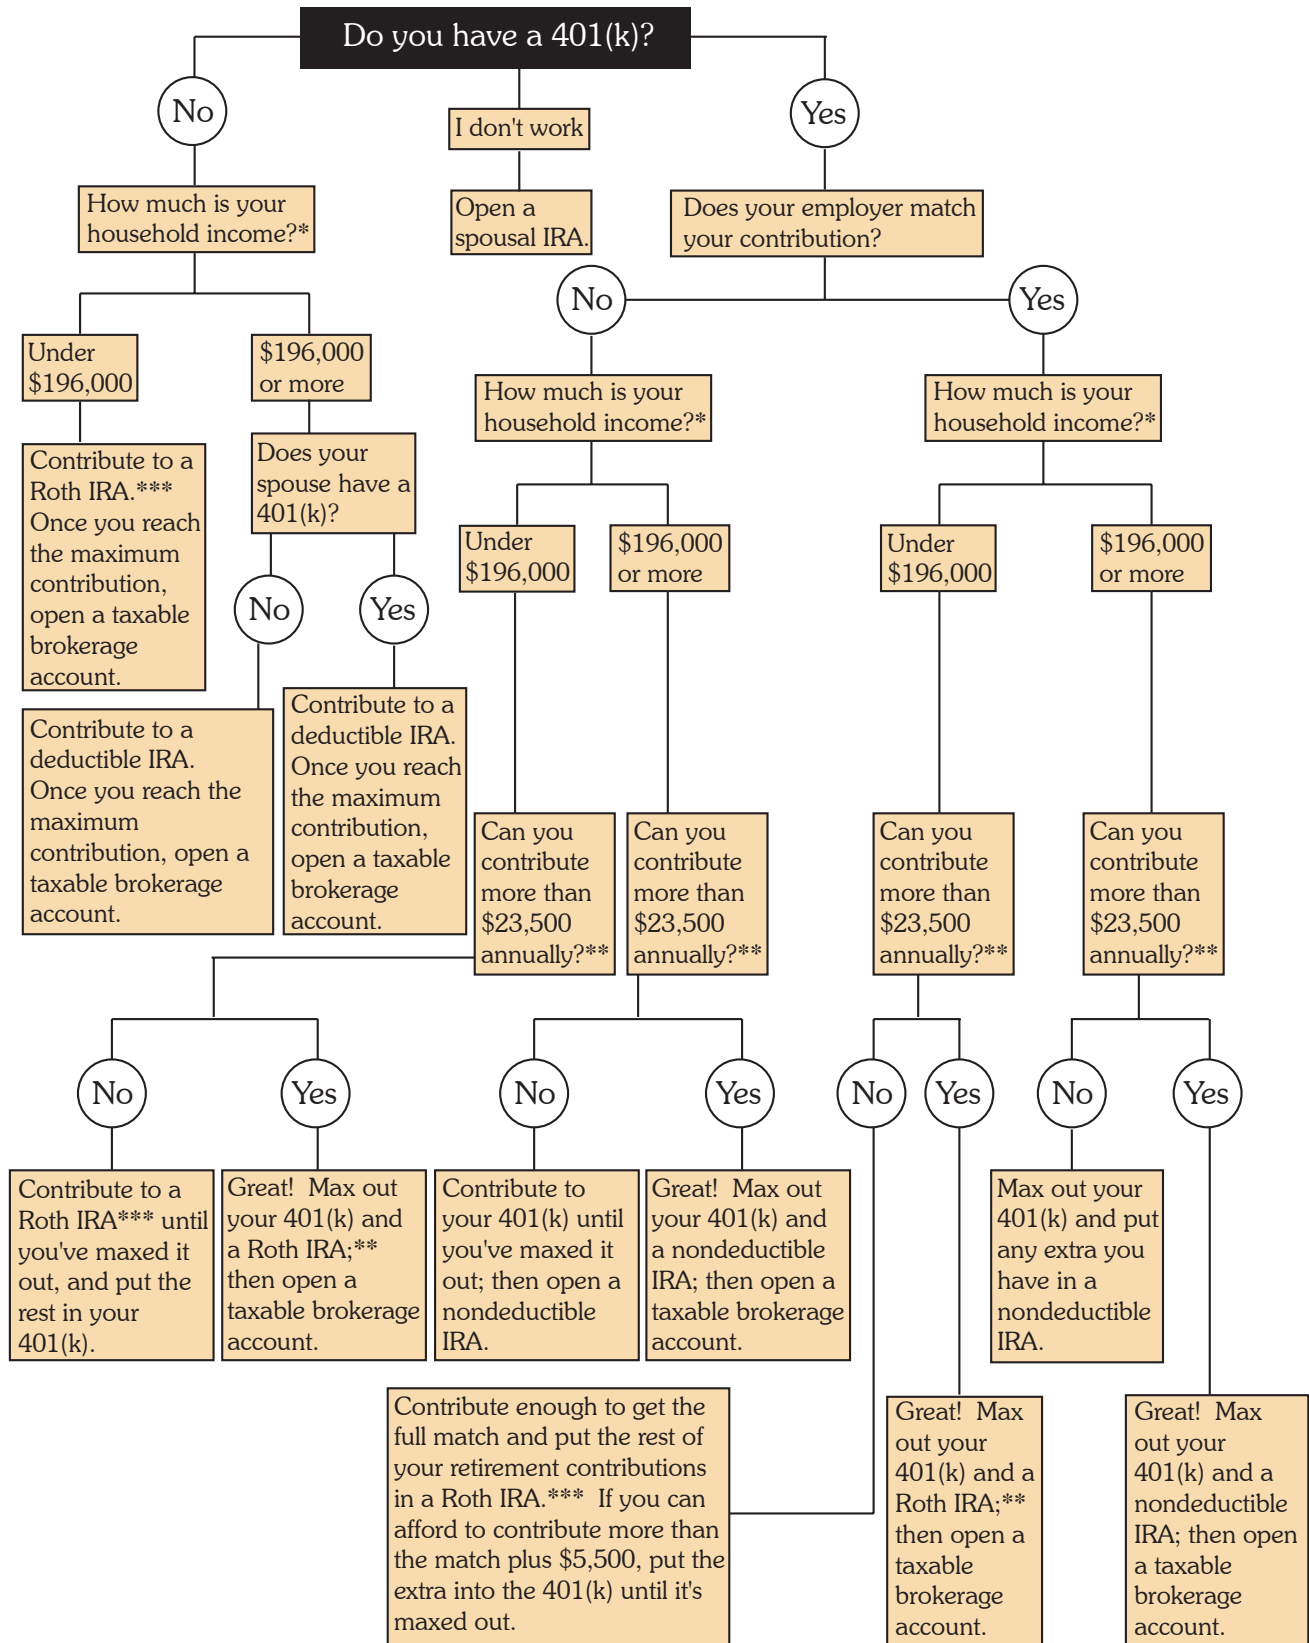 Do you have a 401(k)?
No
I don't work
Yes
How much is your
household income?*
Open a
spousal IRA.
Does your employer match
your contribution?
No
Yes
Under
$196,000
$196,000
or more
How much is your
household income?*
How much is your
household income?*
Contribute to a
Roth IRA.***
Once you reach
the maximum
contribution,
open a taxable
brokerage
account.
Does your
spouse have a
401(k)?
No
Yes
Under
$196,000
$196,000
or more
Under
$196,000
$196,000
or more
Contribute to a
deductible IRA.
Once you reach the
maximum
contribution, open a
taxable brokerage
account.
Contribute to a
deductible IRA.
Once you reach
the maximum
contribution,
open a taxable
brokerage
account.
Can you
contribute
more than
$23,500
annually?**
Can you
contribute
more than
$23,500
annually?**
Can you
contribute
more than
$23,500
annually?**
Can you
contribute
more than
$23,500
annually?**
No
Yes
No
Yes
No
Yes
No
Yes
Contribute to a
Roth IRA*** until
you've maxed it
out, and put the
rest in your
401(k).
Great!  Max out
your 401(k) and
a Roth IRA;**
then open a
taxable brokerage
account.
Contribute to
your 401(k) until
you've maxed it
out; then open a
nondeductible
IRA.
Great!  Max out
your 401(k) and
a nondeductible
IRA; then open a
taxable brokerage
account.
Max out your
401(k) and put
any extra you
have in a
nondeductible
IRA.
Contribute enough to get the
full match and put the rest of
your retirement contributions
in a Roth IRA.***  If you can
afford to contribute more than
the match plus $5,500, put the
extra into the 401(k) until it's
maxed out.
Great!  Max
out your
401(k) and a
Roth IRA;**
then open a
taxable
brokerage
account.
Great!  Max
out your
401(k) and a
nondeductible
IRA; then open
a taxable
brokerage
account.